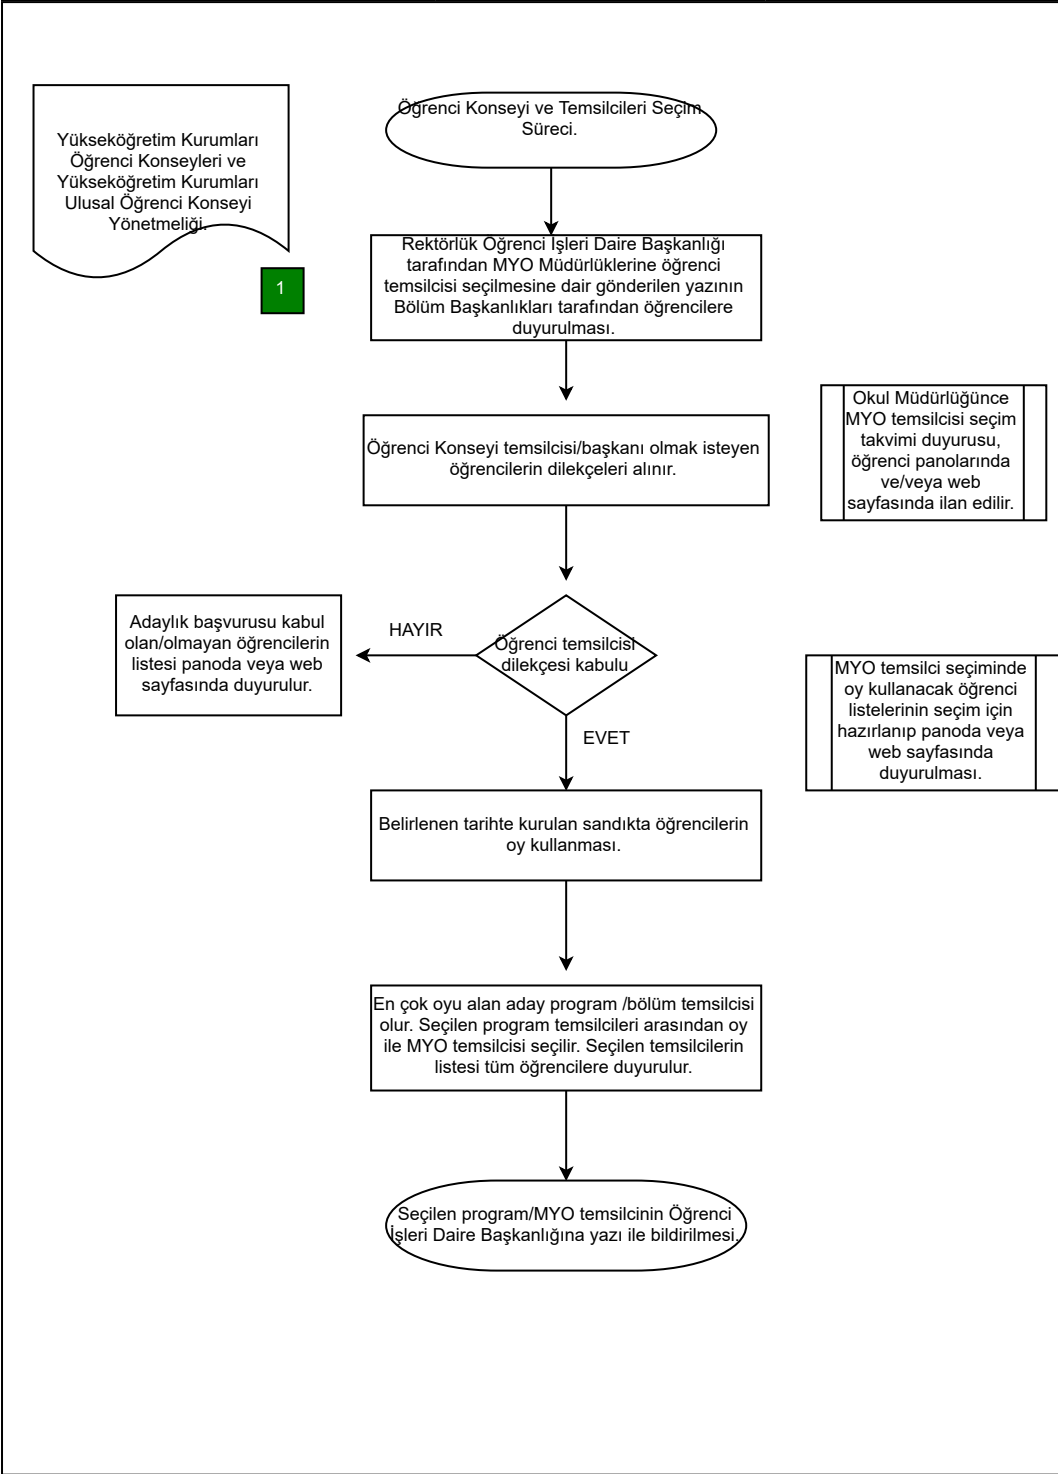 Yükseköğretim Kurumları
Öğrenci Konseyleri ve
Yükseköğretim Kurumları
Ulusal Öğrenci Konseyi
Yönetmeliği.
1
Öğrenci Konseyi ve Temsilcileri Seçim
Süreci.
Rektörlük Öğrenci İşleri Daire Başkanlığı
tarafından MYO Müdürlüklerine öğrenci
temsilcisi seçilmesine dair gönderilen yazının
Bölüm Başkanlıkları tarafından öğrencilere
duyurulması.
Öğrenci Konseyi temsilcisi/başkanı olmak isteyen
öğrencilerin dilekçeleri alınır.
Okul Müdürlüğünce
MYO temsilcisi seçim
takvimi duyurusu,
öğrenci panolarında
ve/veya web
sayfasında ilan edilir.
Öğrenci temsilcisi
dilekçesi kabulu
HAYIR
Adaylık başvurusu kabul
olan/olmayan öğrencilerin
listesi panoda veya web
sayfasında duyurulur.
EVET
MYO temsilci seçiminde
oy kullanacak öğrenci
listelerinin seçim için
hazırlanıp panoda veya
web sayfasında
duyurulması.
Belirlenen tarihte kurulan sandıkta öğrencilerin
oy kullanması.
En çok oyu alan aday program /bölüm temsilcisi
olur. Seçilen program temsilcileri arasından oy
ile MYO temsilcisi seçilir. Seçilen temsilcilerin
listesi tüm öğrencilere duyurulur.
Seçilen program/MYO temsilcinin Öğrenci
İşleri Daire Başkanlığına yazı ile bildirilmesi.